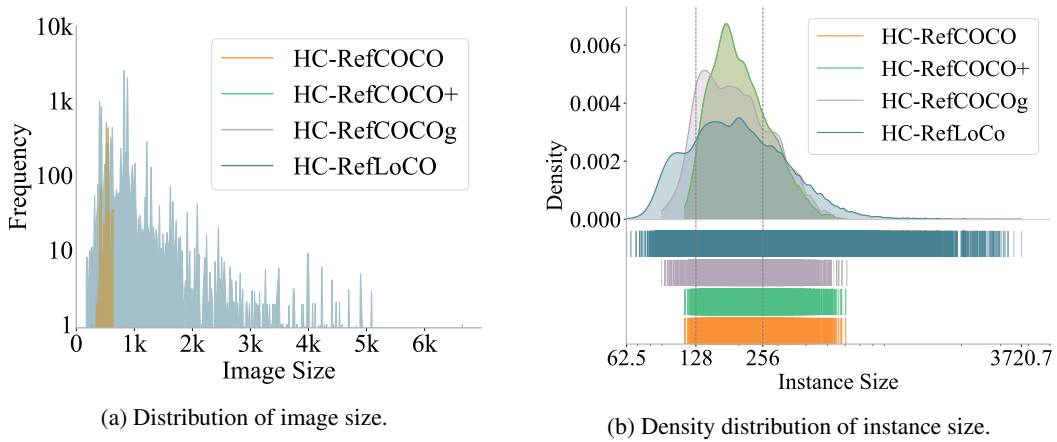 10k
1k
100
10
1
Frequency
HC-RefCOCO
HC-RefCOCO+
HC-RefCOCOg
HC-RefLoCO
0 1k 2k 3k 4k 5k 6k
Image Size
(a) Distribution of image size.
0.006
0.004
0.002
0.000
Density
HC-RefCOCO
HC-RefCOCO+
HC-RefCOCOg
HC-RefLoCo
62.5 128 256 3720.7
Instance Size
(b) Density distribution of instance size.